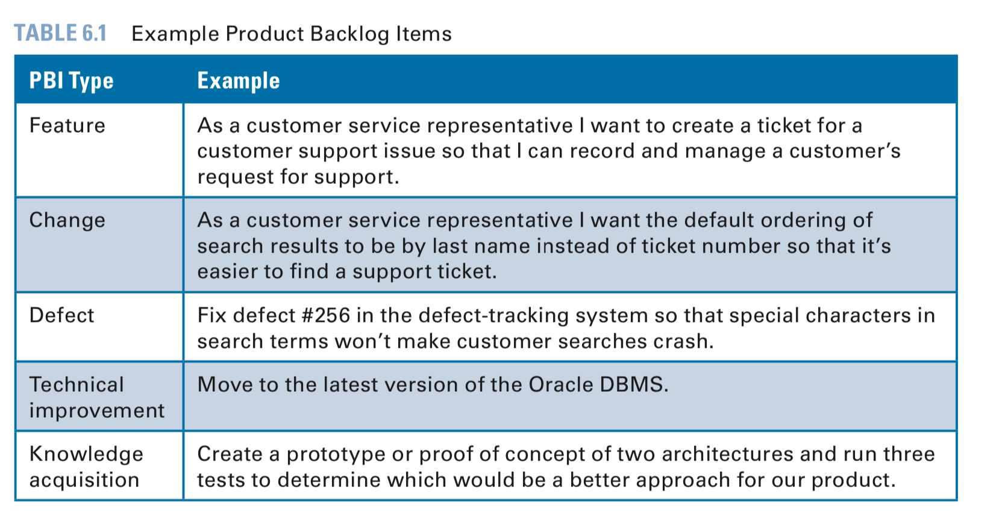 TABLE 6.1 Example Product Backlog Items
PBI Type Example
Feature As a customer service representative I want to create a ticket for a
customer support issue so that I can record and manage a customer’s
request for support.
Change As a customer service representative I want the default ordering of
search results to be by last name instead of ticket number so that it’s
easier to find a support ticket.
Defect Fix defect #256 in the defect-tracking system so that special characters in
search terms won’t make customer searches crash.
Technical Move to the latest version of the Oracle DBMS.
improvement
Knowledge Create a prototype or proof of concept of two architectures and run three
acquisition tests to determine which would be a better approach for our product.